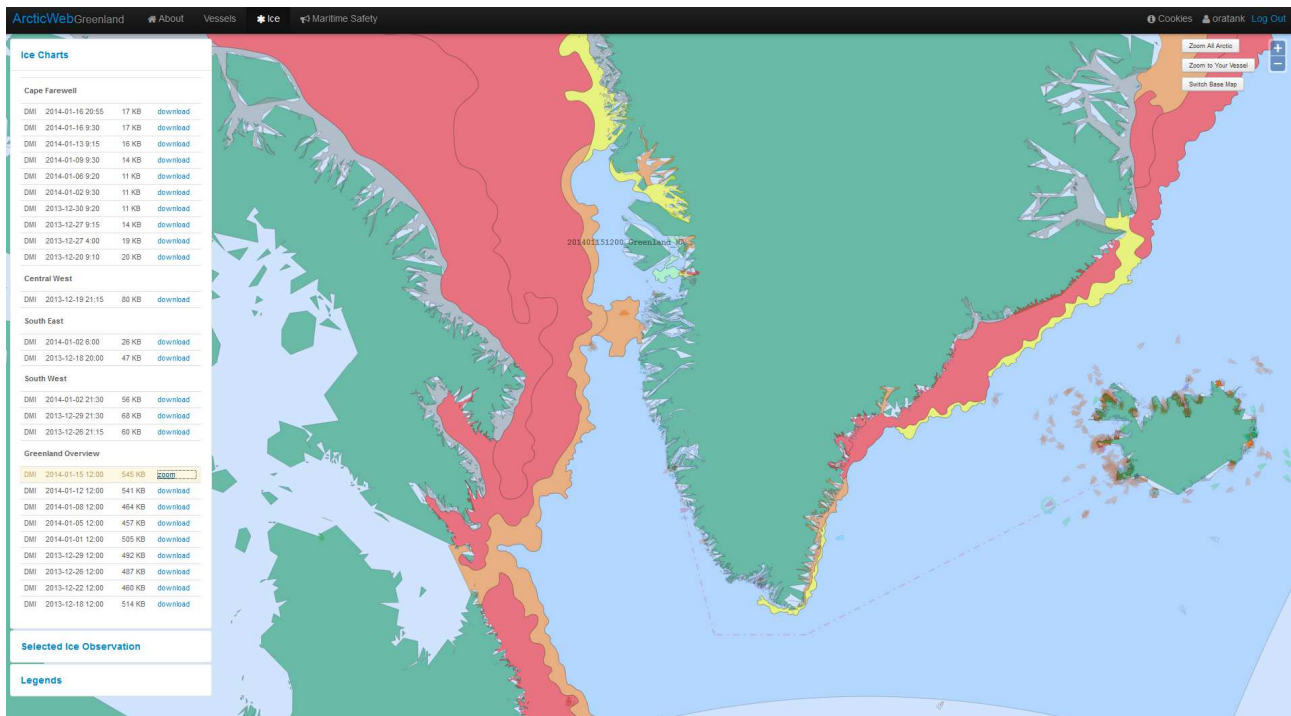 ArcticWebGreenland About Vessels Ice Maritime Safety Cookies oratank Log Out
Ice Charts
Cape Farewell
DMI 2014-01-16 20:55 17 KB download
DMI 2014-01-16 9:30 17 KB download
DMI 2014-01-13 9:15 16 KB download
DMI 2014-01-09 9:30 14 KB download
DMI 2014-01-06 9:20 11 KB download
DMI 2014-01-02 9:30 11 KB download
DMI 2013-12-30 9:20 11 KB download
DMI 2013-12-27 9:15 14 KB download
DMI 2013-12-27 4:00 19 KB download
DMI 2013-12-20 9:10 20 KB download
Central West
DMI 2013-12-19 21:15 80 KB download
South East
DMI 2014-01-02 6:00 26 KB download
DMI 2013-12-18 20:00 47 KB download
South West
DMI 2014-01-02 21:30 56 KB download
DMI 2013-12-29 21:30 68 KB download
DMI 2013-12-26 21:15 60 KB download
Greenland Overview
DMI 2014-01-15 12:00 545 KB zoom
DMI 2014-01-12 12:00 541 KB download
DMI 2014-01-08 12:00 464 KB download
DMI 2014-01-05 12:00 457 KB download
DMI 2014-01-01 12:00 505 KB download
DMI 2013-12-29 12:00 492 KB download
DMI 2013-12-26 12:00 487 KB download
DMI 2013-12-22 12:00 460 KB download
DMI 2013-12-18 12:00 514 KB download
Selected Ice Observation
Legends
201401151200 Greenland WA
Zoom All Arctic
Zoom to Your Vessel
Switch Base Map
+
−